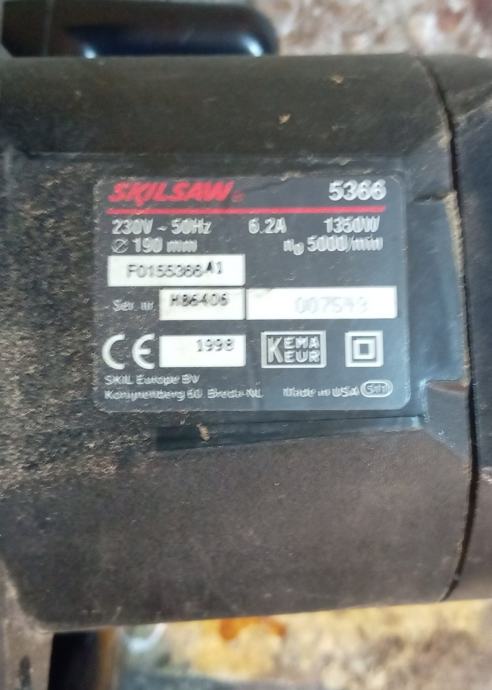 SKILSAW 5366
230V ~ 50Hz 6.2A 1350W
Ø 190 mm n₀ 5000/min
F0155366A1
Ser. nr. H86406 007543
CE 1998 KEMA KEUR
SKIL Europe BV
Konijnenberg 60 Breda-NL Made in USA